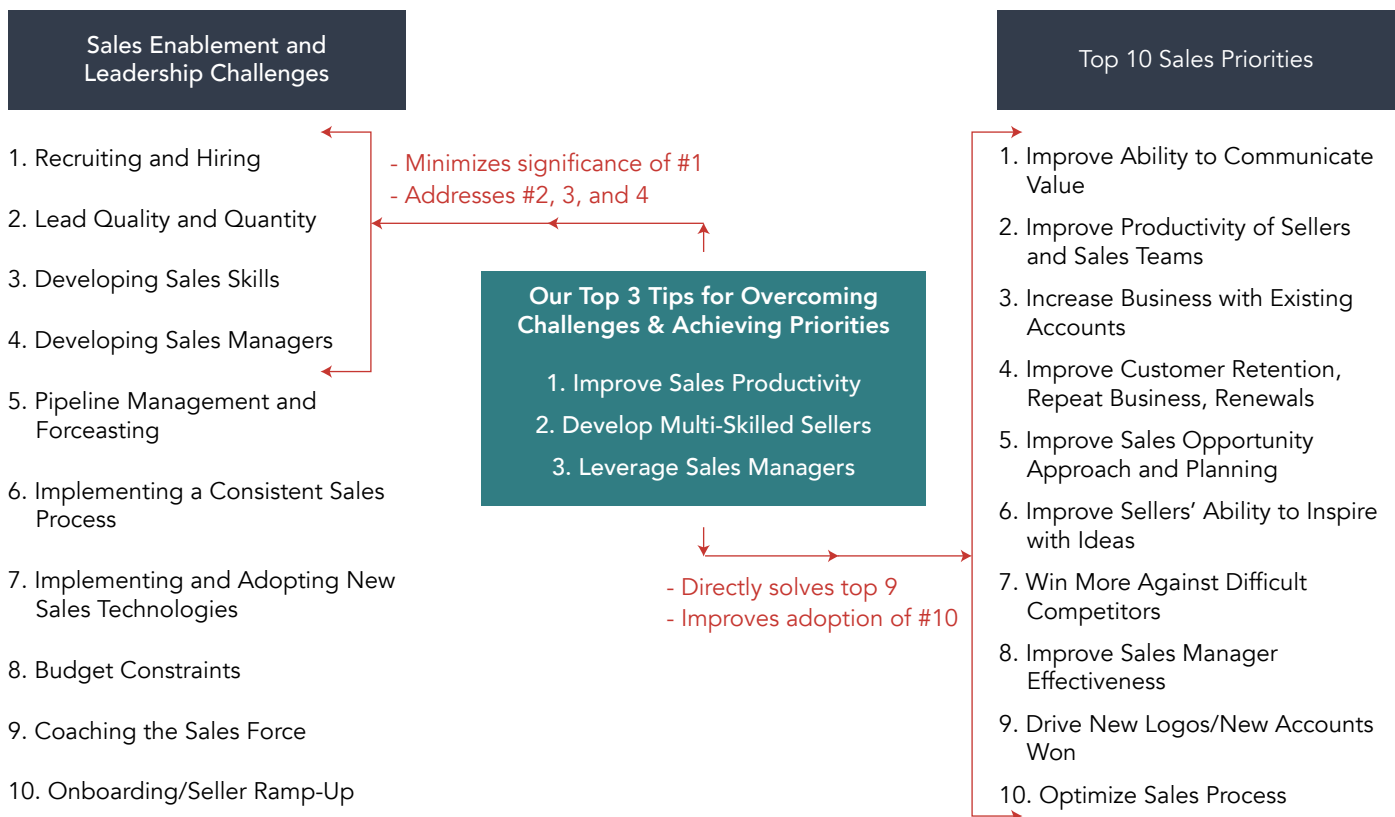 Sales Enablement and
Leadership Challenges
1. Recruiting and Hiring
2. Lead Quality and Quantity
3. Developing Sales Skills
4. Developing Sales Managers
5. Pipeline Management and
Forceasting
6. Implementing a Consistent Sales
Process
7. Implementing and Adopting New
Sales Technologies
8. Budget Constraints
9. Coaching the Sales Force
10. Onboarding/Seller Ramp-Up
- Minimizes significance of #1
- Addresses #2, 3, and 4
Our Top 3 Tips for Overcoming
Challenges & Achieving Priorities
1. Improve Sales Productivity
2. Develop Multi-Skilled Sellers
3. Leverage Sales Managers
- Directly solves top 9
- Improves adoption of #10
Top 10 Sales Priorities
1. Improve Ability to Communicate
Value
2. Improve Productivity of Sellers
and Sales Teams
3. Increase Business with Existing
Accounts
4. Improve Customer Retention,
Repeat Business, Renewals
5. Improve Sales Opportunity
Approach and Planning
6. Improve Sellers’ Ability to Inspire
with Ideas
7. Win More Against Difficult
Competitors
8. Improve Sales Manager
Effectiveness
9. Drive New Logos/New Accounts
Won
10. Optimize Sales Process